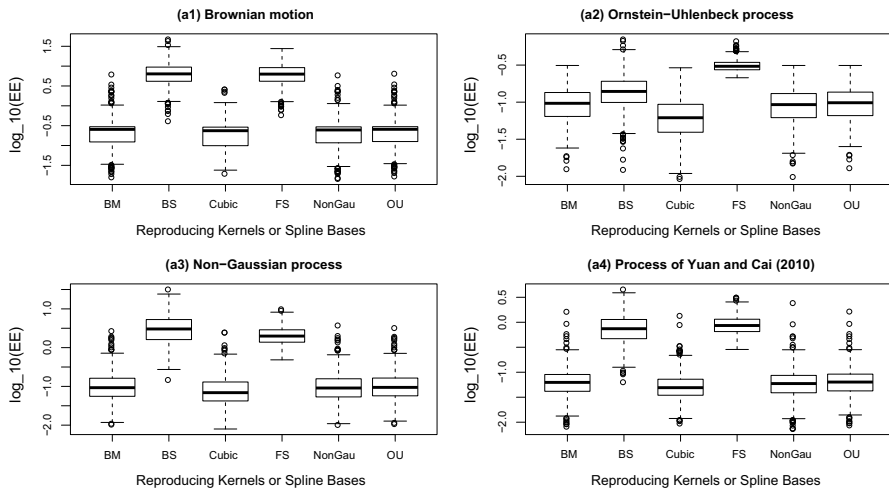 (a1) Brownian motion
log_10(EE)
1.5
0.5
−0.5
−1.5
BM BS Cubic FS NonGau OU
Reproducing Kernels or Spline Bases
(a2) Ornstein−Uhlenbeck process
log_10(EE)
−0.5
−1.0
−1.5
−2.0
BM BS Cubic FS NonGau OU
Reproducing Kernels or Spline Bases
(a3) Non−Gaussian process
log_10(EE)
1.0
0.0
−1.0
−2.0
BM BS Cubic FS NonGau OU
Reproducing Kernels or Spline Bases
(a4) Process of Yuan and Cai (2010)
log_10(EE)
0.5
0.0
−1.0
−2.0
BM BS Cubic FS NonGau OU
Reproducing Kernels or Spline Bases